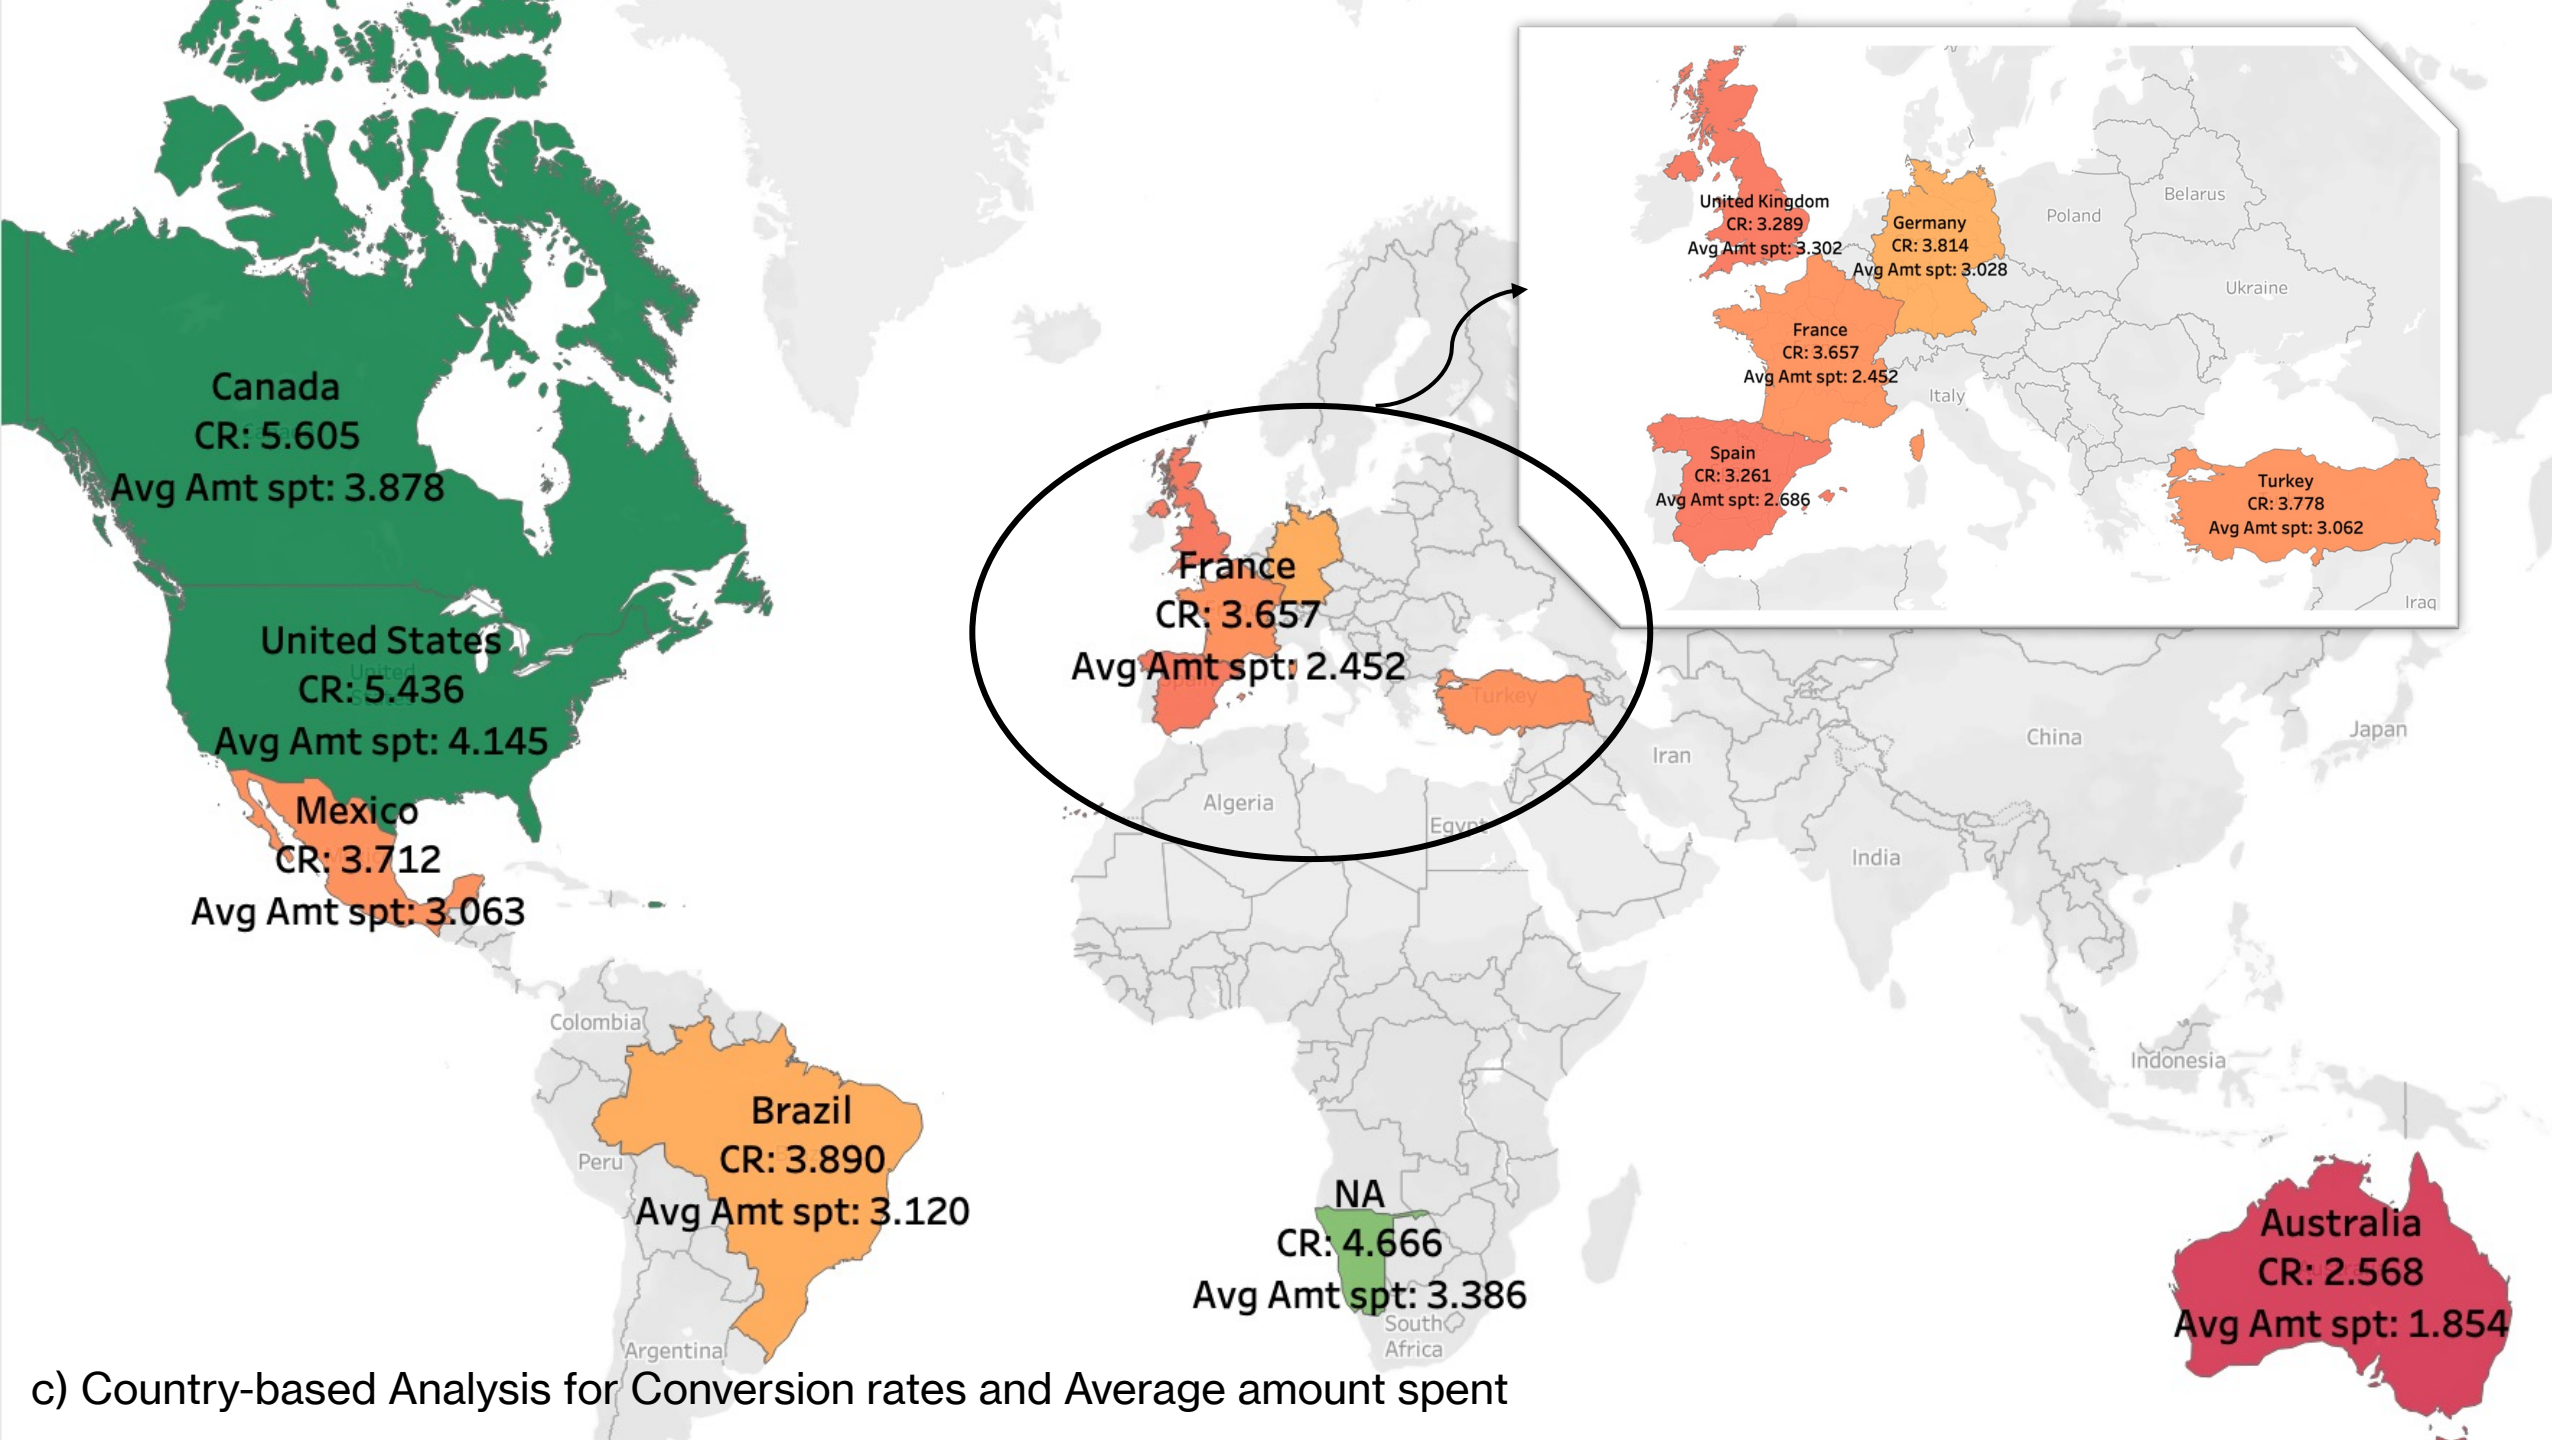 Canada
CR: 5.605
Avg Amt spt: 3.878
United States
United
States
CR: 5.436
Avg Amt spt: 4.145
Mexico
CR: 3.712
Avg Amt spt: 3.063
Colombia
Brazil
CR: 3.890
Avg Amt spt: 3.120
Peru
Argentina
France
CR: 3.657
Avg Amt spt: 2.452
Spain
Turkey
Algeria
Egypt
Iran
India
China
Japan
Indonesia
NA
CR: 4.666
Avg Amt spt: 3.386
South
Africa
Australia
CR: 2.568
Avg Amt spt: 1.854
United Kingdom
CR: 3.289
Avg Amt spt: 3.302
Germany
CR: 3.814
Avg Amt spt: 3.028
Poland
Belarus
Ukraine
France
CR: 3.657
Avg Amt spt: 2.452
Italy
Spain
CR: 3.261
Avg Amt spt: 2.686
Turkey
CR: 3.778
Avg Amt spt: 3.062
Iraq
c) Country-based Analysis for Conversion rates and Average amount spent